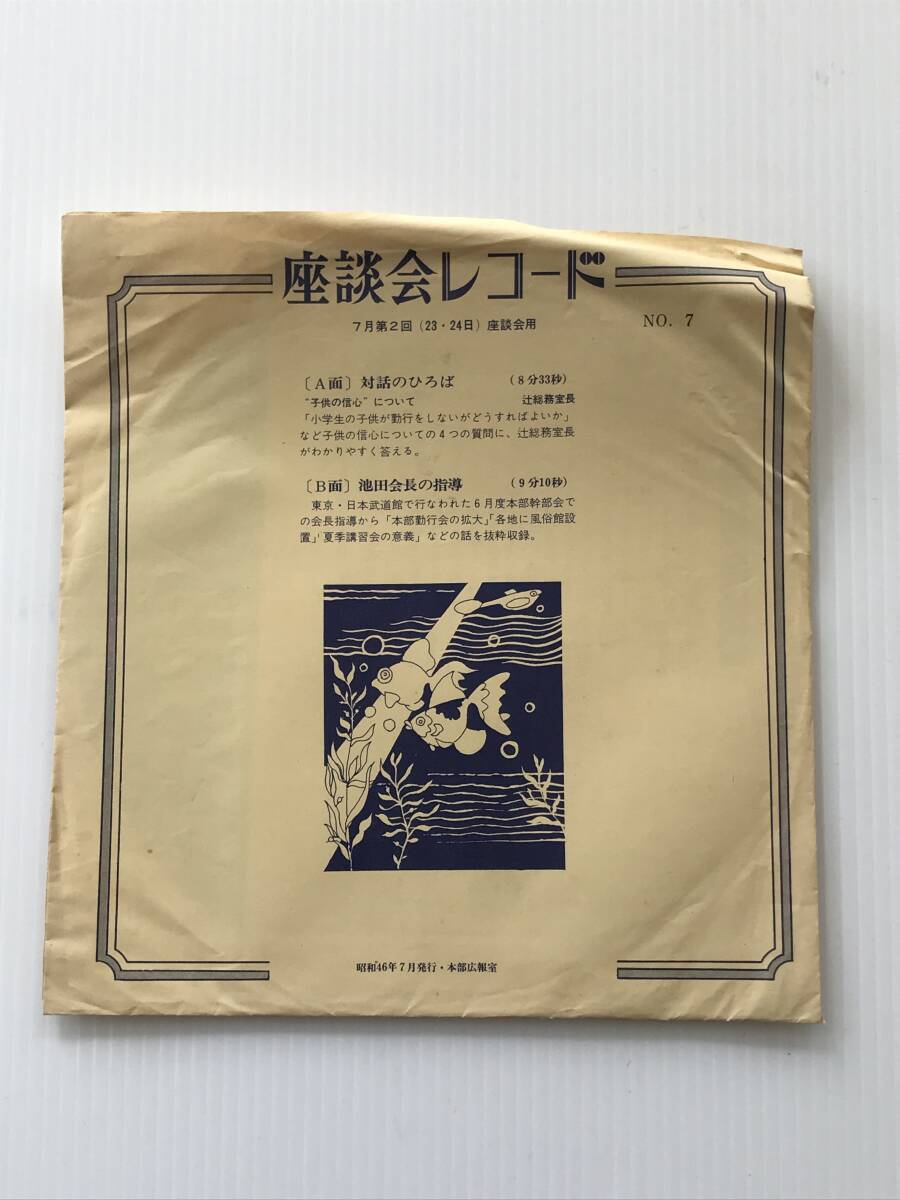 座談会レコード
7月第2回(23・24日)座談会用 NO. 7
〔A面〕対話のひろば (8分33秒)
“子供の信心”について 辻総務室長
「小学生の子供が勤行をしないがどうすればよいか」
など子供の信心についての4つの質問に、辻総務室長
がわかりやすく答える。
〔B面〕池田会長の指導 (9分10秒)
東京・日本武道館で行なわれた6月度本部幹部会で
の会長指導から「本部勤行会の拡大」「各地に風俗館設
置」「夏季講習会の意義」などの話を抜粋収録。
昭和46年7月発行・本部広報室